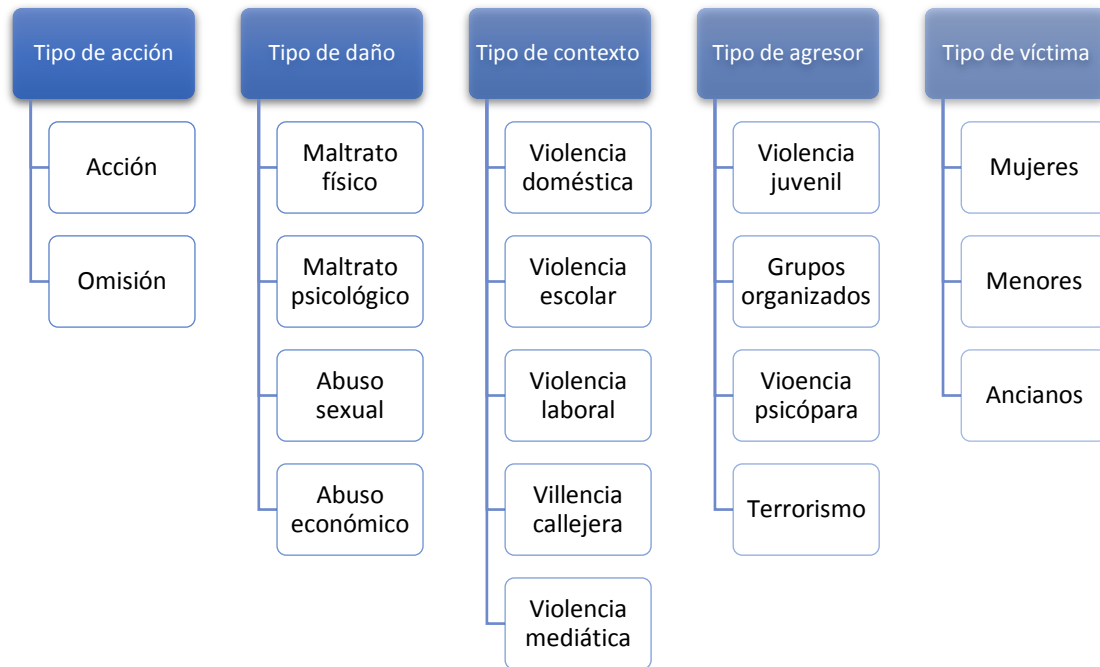 Tipo de acción
Acción
Omisión
Tipo de daño
Maltrato
físico
Maltrato
psicológico
Abuso
sexual
Abuso
económico
Tipo de contexto
Violencia
doméstica
Violencia
escolar
Violencia
laboral
Villencia
callejera
Violencia
mediática
Tipo de agresor
Violencia
juvenil
Grupos
organizados
Vioencia
psicópara
Terrorismo
Tipo de víctima
Mujeres
Menores
Ancianos